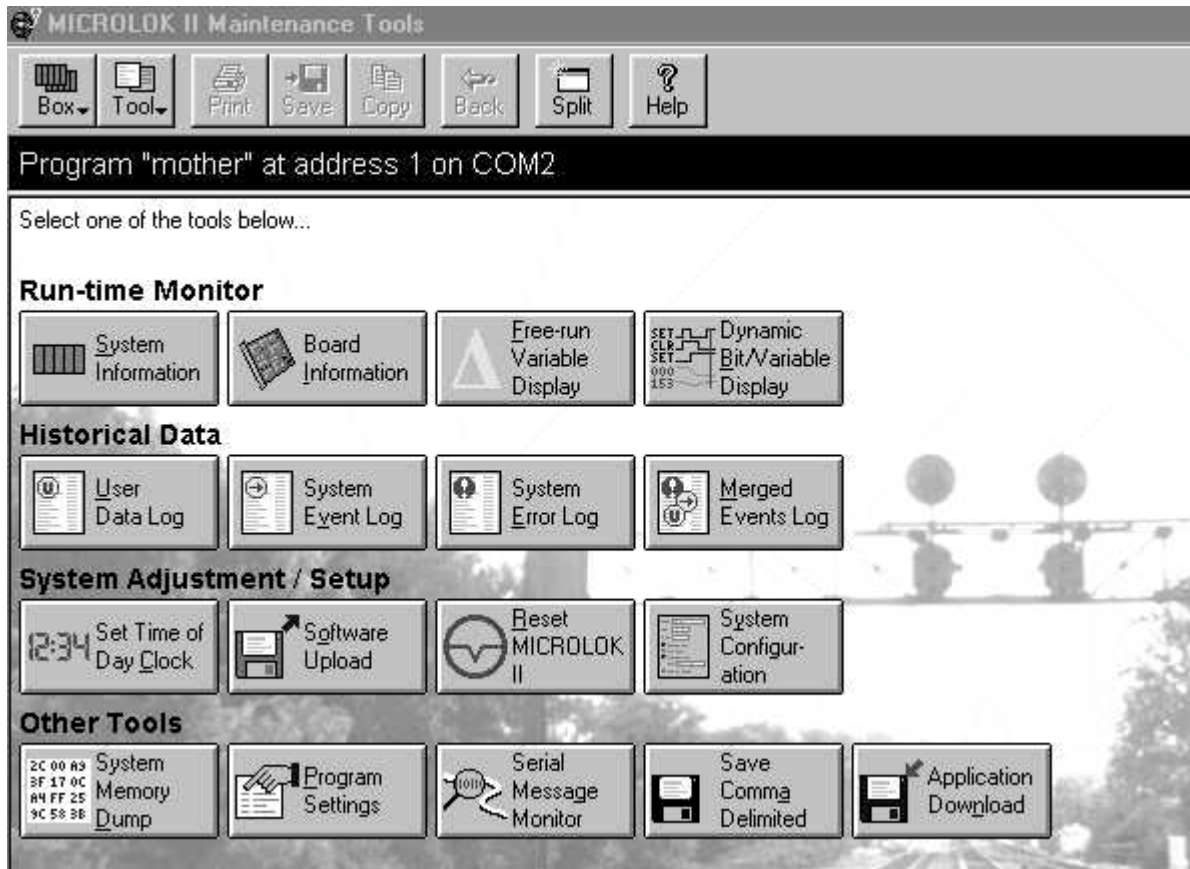 MICROLOK II Maintenance Tools
Box Tool Print Save Copy Back Split Help
Program "mother" at address 1 on COM2
Select one of the tools below...
Run-time Monitor
System
Information
Board
Information
Free-run
Variable
Display
SET
CLR
SET
000
153
Dynamic
Bit/Variable
Display
Historical Data
U
User
Data Log
System
Event Log
System
Error Log
U
Merged
Events Log
System Adjustment / Setup
12:34
Set Time of
Day Clock
Software
Upload
Reset
MICROLOK
II
System
Configur-
ation
Other Tools
2C 00 A9
3F 17 0C
A4 FF 25
9C 58 3B
System
Memory
Dump
Program
Settings
Serial
Message
Monitor
Save
Comma
Delimited
Application
Download